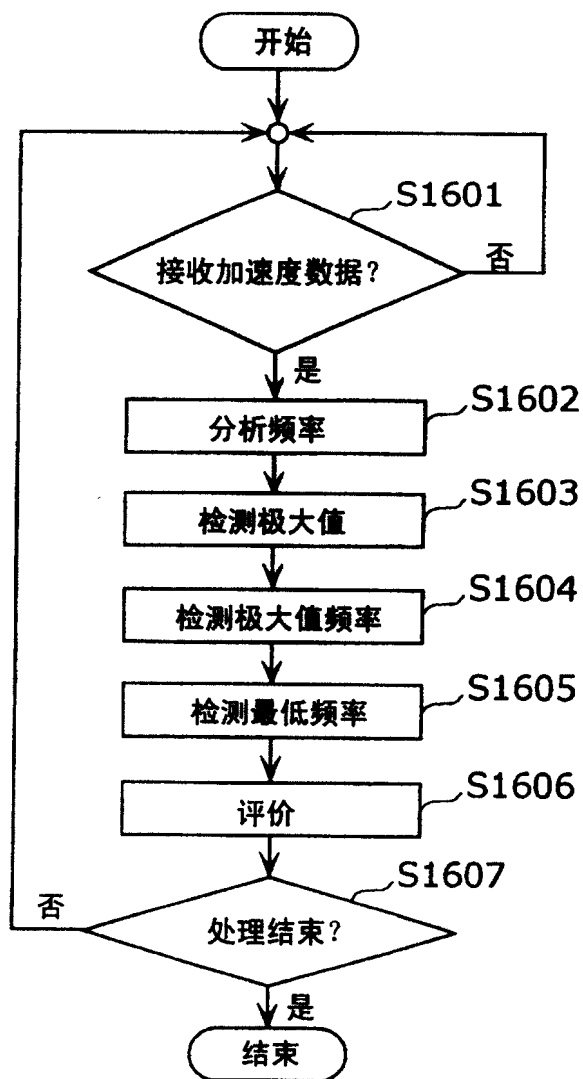 开始
S1601
接收加速度数据?
否
是
S1602
分析频率
S1603
检测极大值
S1604
检测极大值频率
S1605
检测最低频率
S1606
评价
S1607
否
处理结束?
是
结束